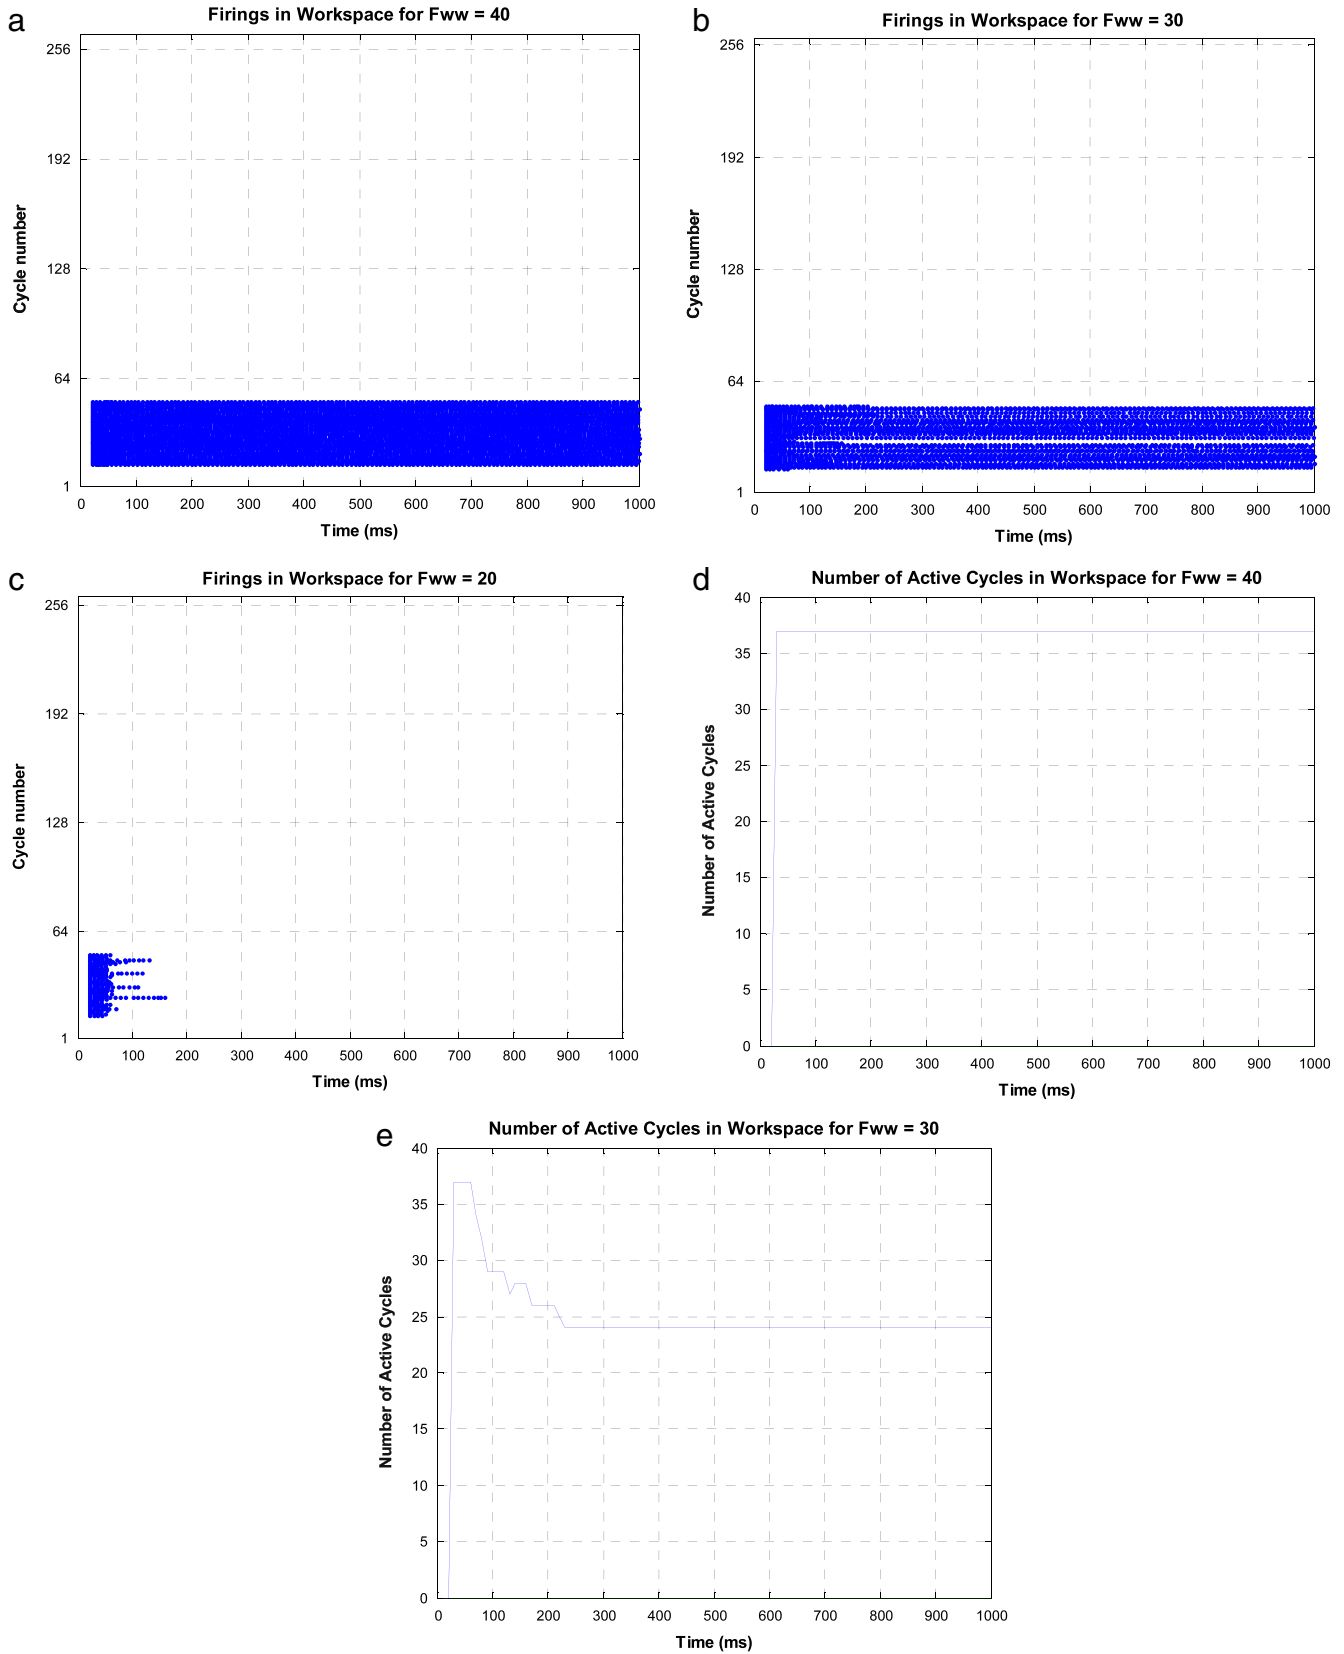 a
Firings in Workspace for Fww = 40
256
192
128
64
1
Cycle number
0 100 200 300 400 500 600 700 800 900 1000
Time (ms)
b
Firings in Workspace for Fww = 30
256
192
128
64
1
Cycle number
0 100 200 300 400 500 600 700 800 900 1000
Time (ms)
c
Firings in Workspace for Fww = 20
256
192
128
64
1
Cycle number
0 100 200 300 400 500 600 700 800 900 1000
Time (ms)
d
Number of Active Cycles in Workspace for Fww = 40
40
35
30
25
20
15
10
5
0
Number of Active Cycles
0 100 200 300 400 500 600 700 800 900 1000
Time (ms)
e
Number of Active Cycles in Workspace for Fww = 30
40
35
30
25
20
15
10
5
0
Number of Active Cycles
0 100 200 300 400 500 600 700 800 900 1000
Time (ms)